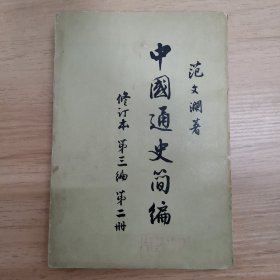 范文澜著
中國通史简编
修订本 第三编 第二册